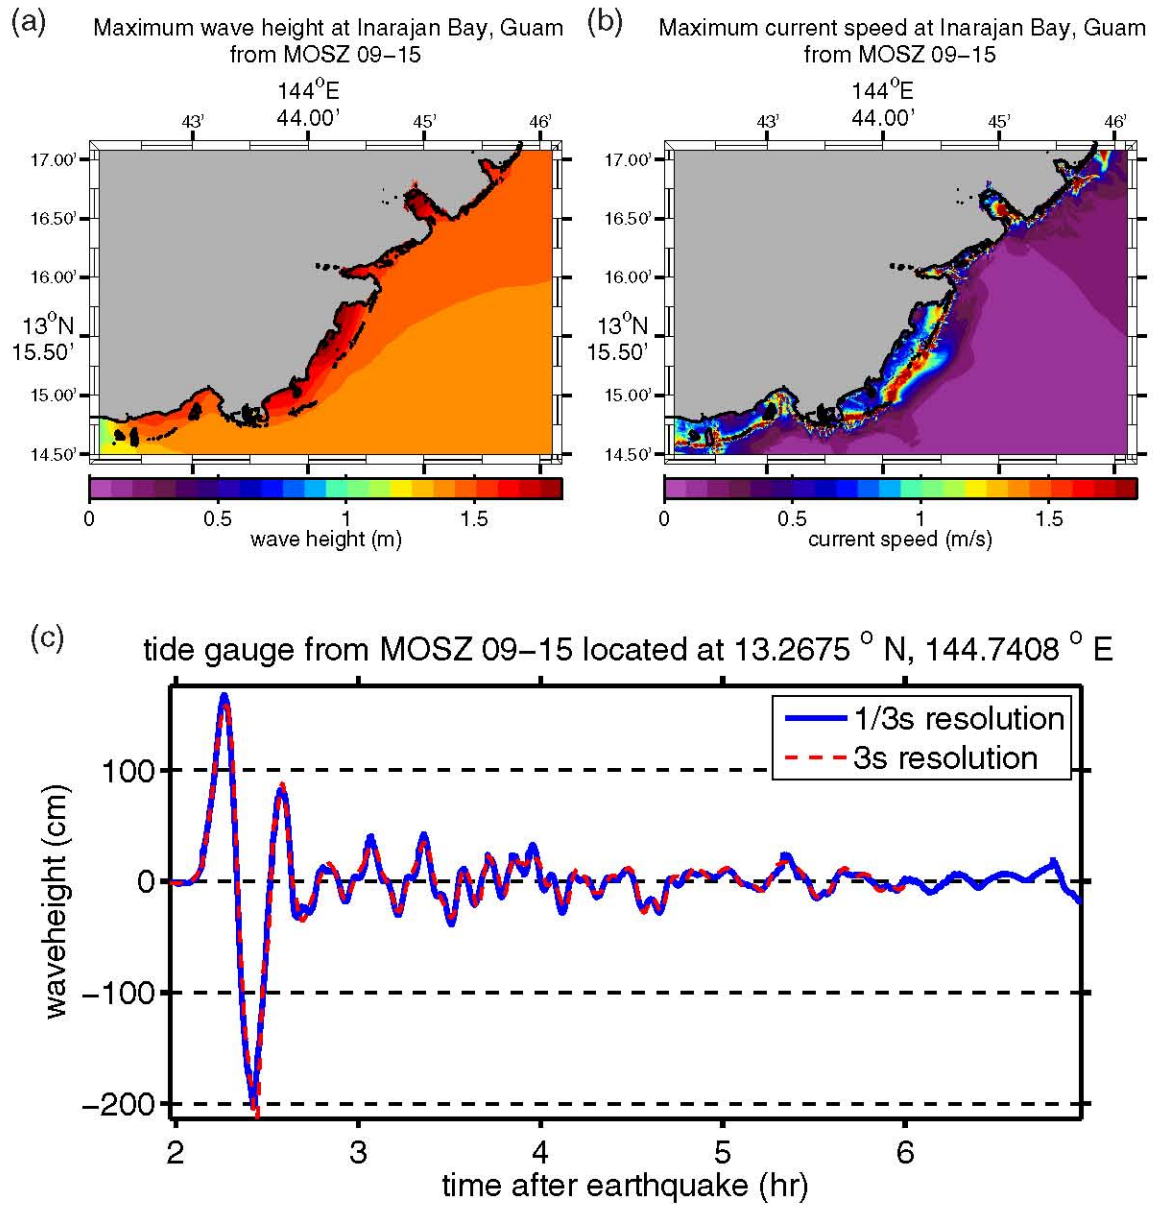 (a)
Maximum wave height at Inarajan Bay, Guam
from MOSZ 09−15
144°E
43' 44.00' 45' 46'
17.00'
16.50'
16.00'
13°N
15.50'
15.00'
14.50'
0 0.5 1 1.5
wave height (m)
(b)
Maximum current speed at Inarajan Bay, Guam
from MOSZ 09−15
144°E
43' 44.00' 45' 46'
17.00'
16.50'
16.00'
13°N
15.50'
15.00'
14.50'
0 0.5 1 1.5
current speed (m/s)
(c)
tide gauge from MOSZ 09−15 located at 13.2675 ° N, 144.7408 ° E
1/3s resolution
3s resolution
waveheight (cm)
100
0
−100
−200
2 3 4 5 6
time after earthquake (hr)